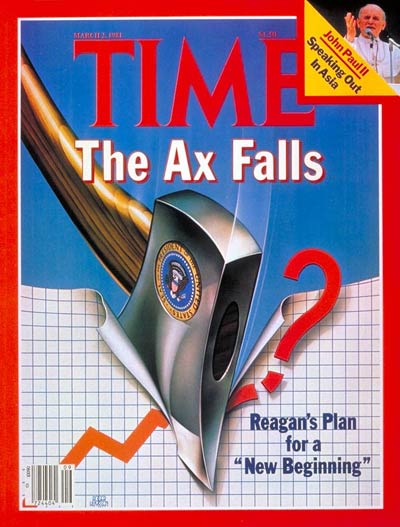 MARCH 2, 1981
$1.50
TIME
John Paul II
Speaking Out
In Asia
The Ax Falls
Reagan's Plan
for a
"New Beginning"
09